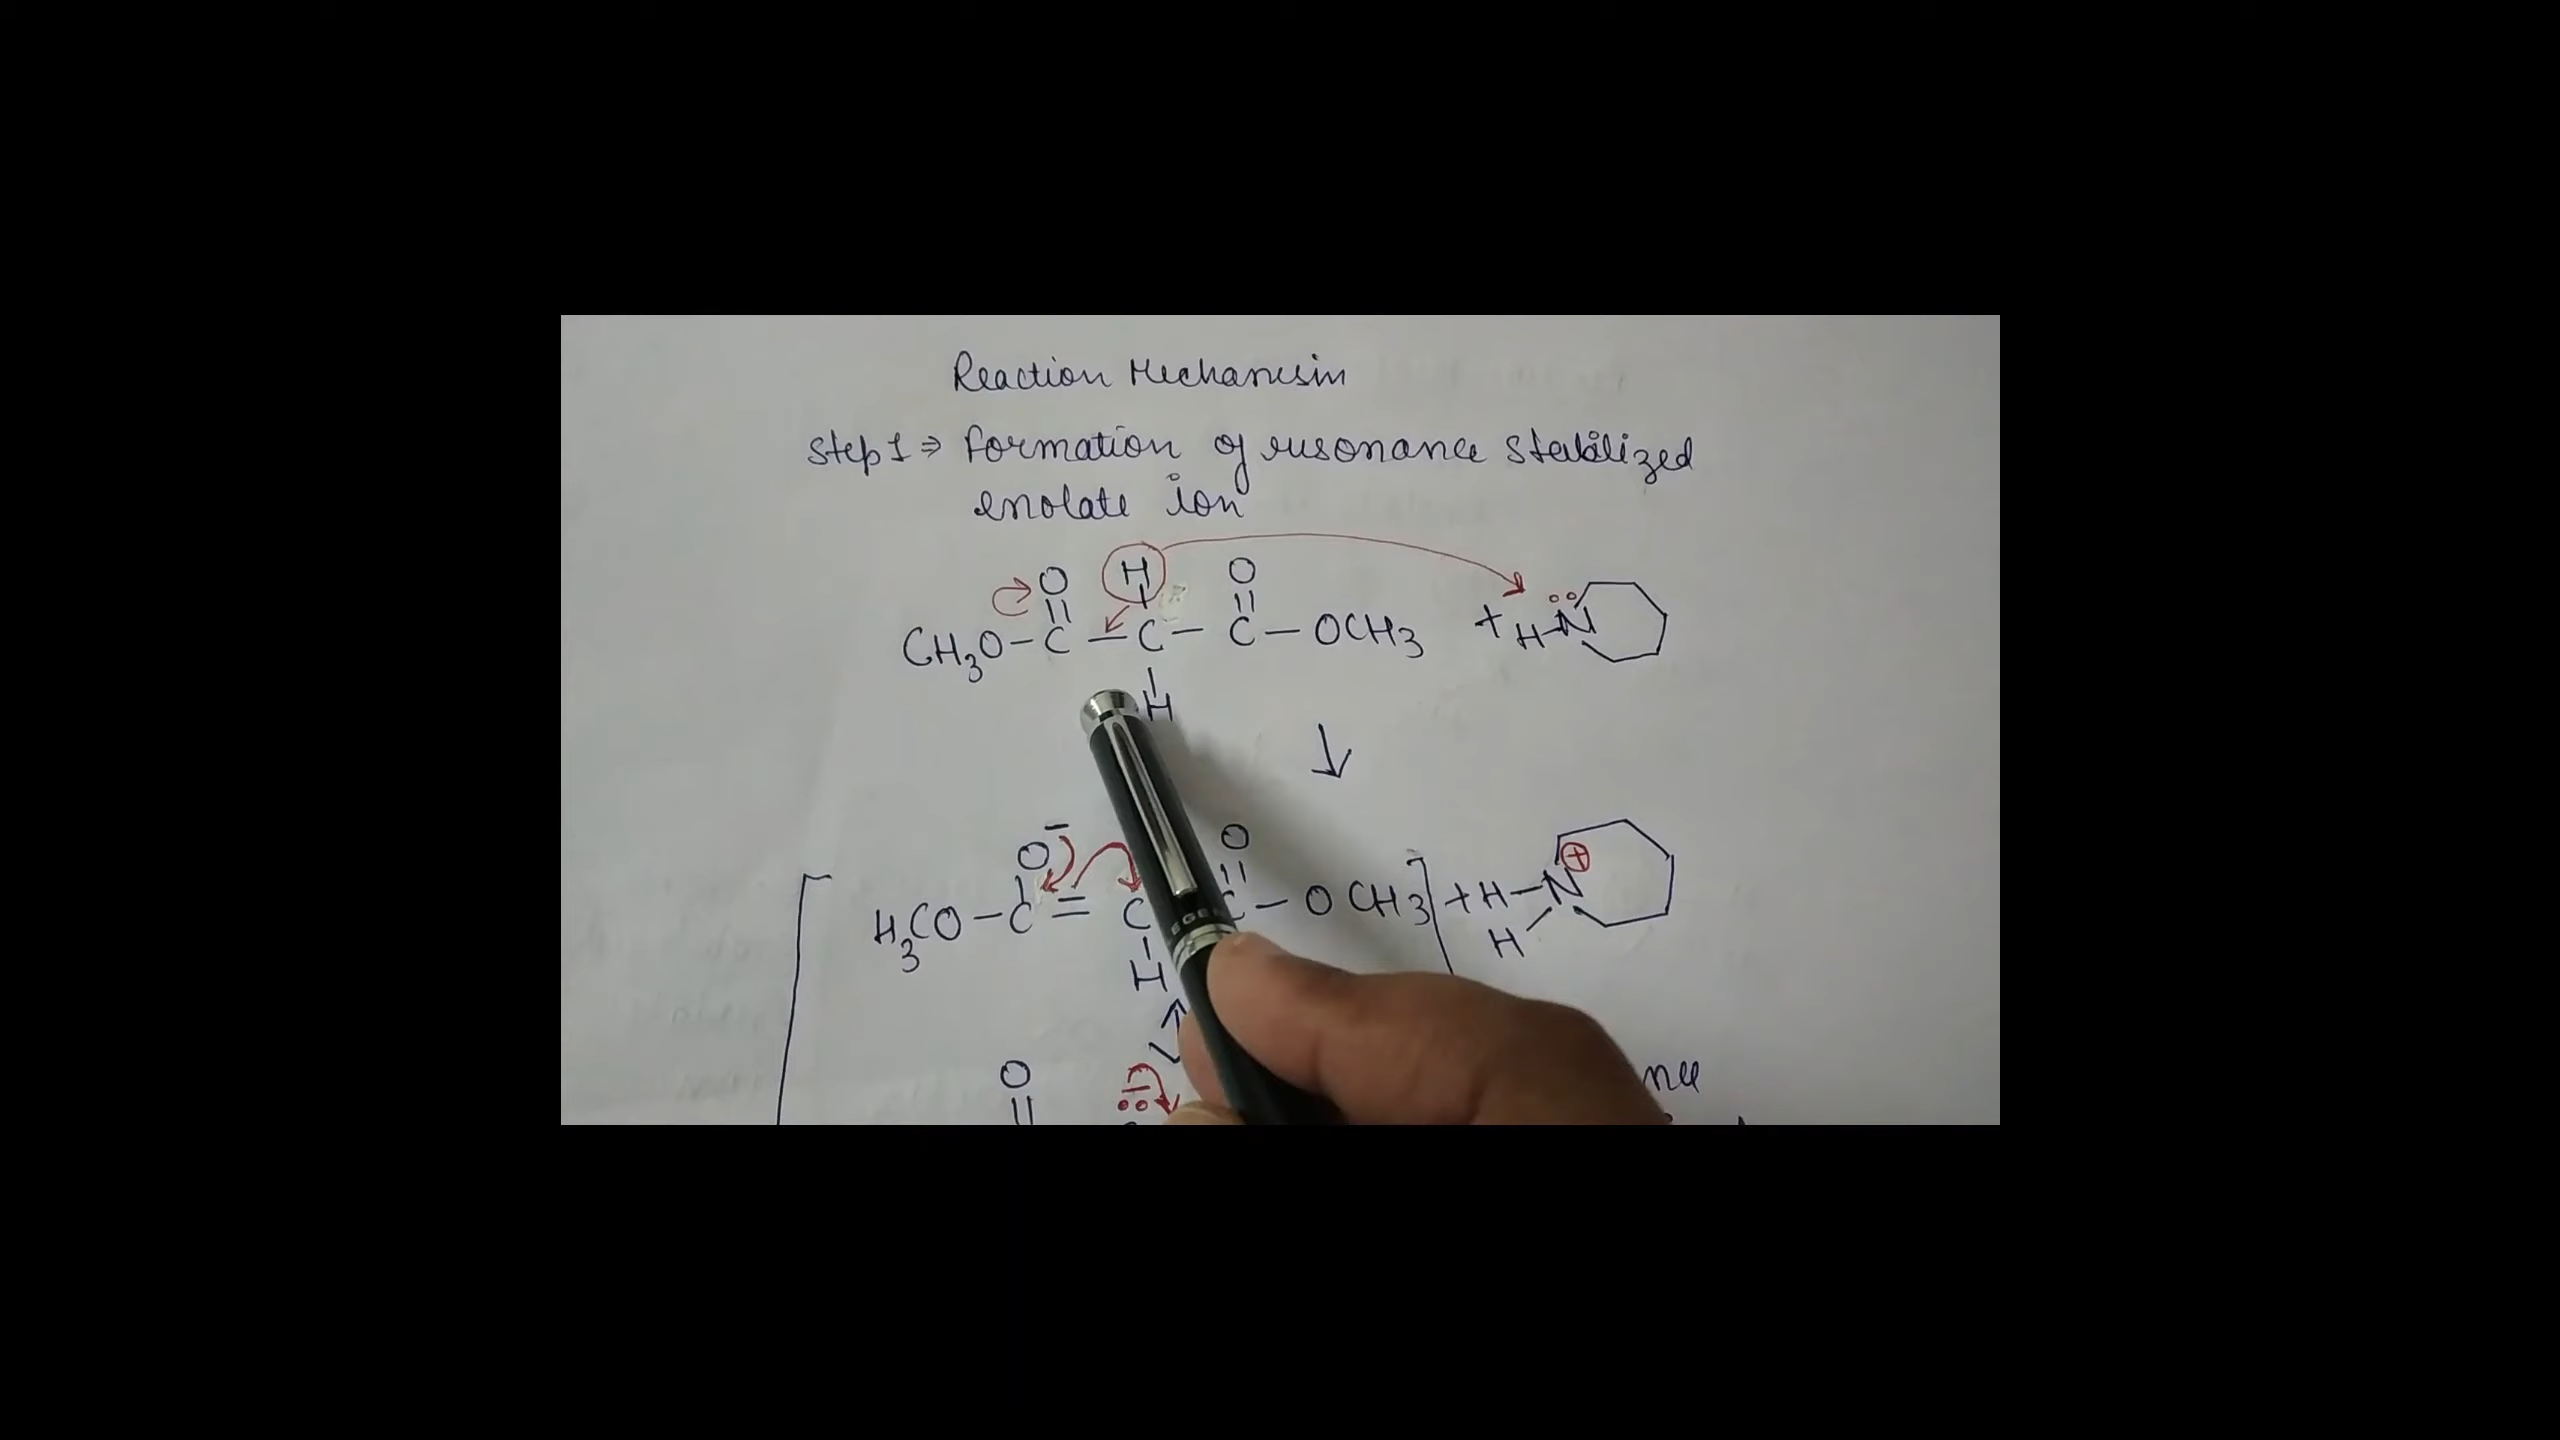 Reaction Mechanism
Step 1 ⇒ Formation of resonance stabilized
enolate ion
O H O
CH3O-C-C-C-OCH3 + H-N
H
↓
O⁻ O
H3CO-C=C-C-OCH3] + H-N⊕
H H
O